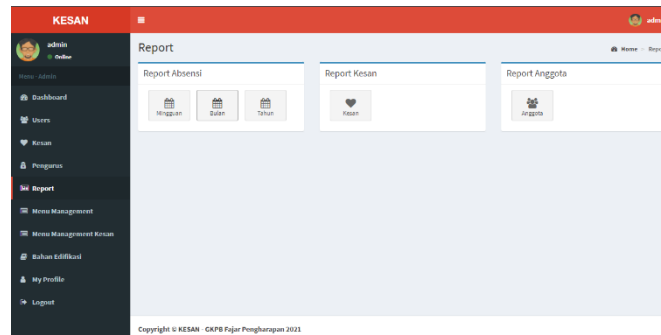 KESAN
admin
Online
Menu - Admin
Dashboard
Users
Kesan
Pengurus
Report
Menu Management
Menu Management Kesan
Bahan Edifikasi
My Profile
Logout
Report
Home
Report Absensi
Mingguan
Bulan
Tahun
Report Kesan
Kesan
Report Anggota
Anggota
Copyright © KESAN - GKPB Fajar Pengharapan 2021